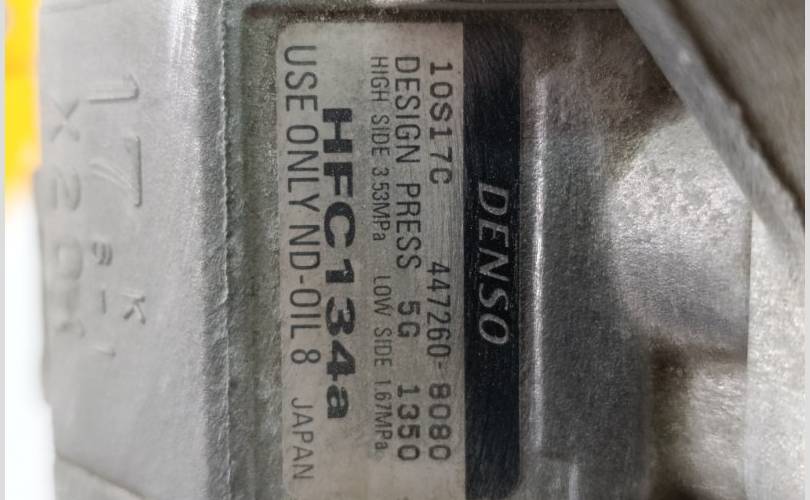 DENSO
10S17C 447260-8080
DESIGN PRESS 5G 1350
HIGH SIDE 3.53MPa LOW SIDE 1.67MPa
HFC134a
USE ONLY ND-OIL 8 JAPAN
17
K